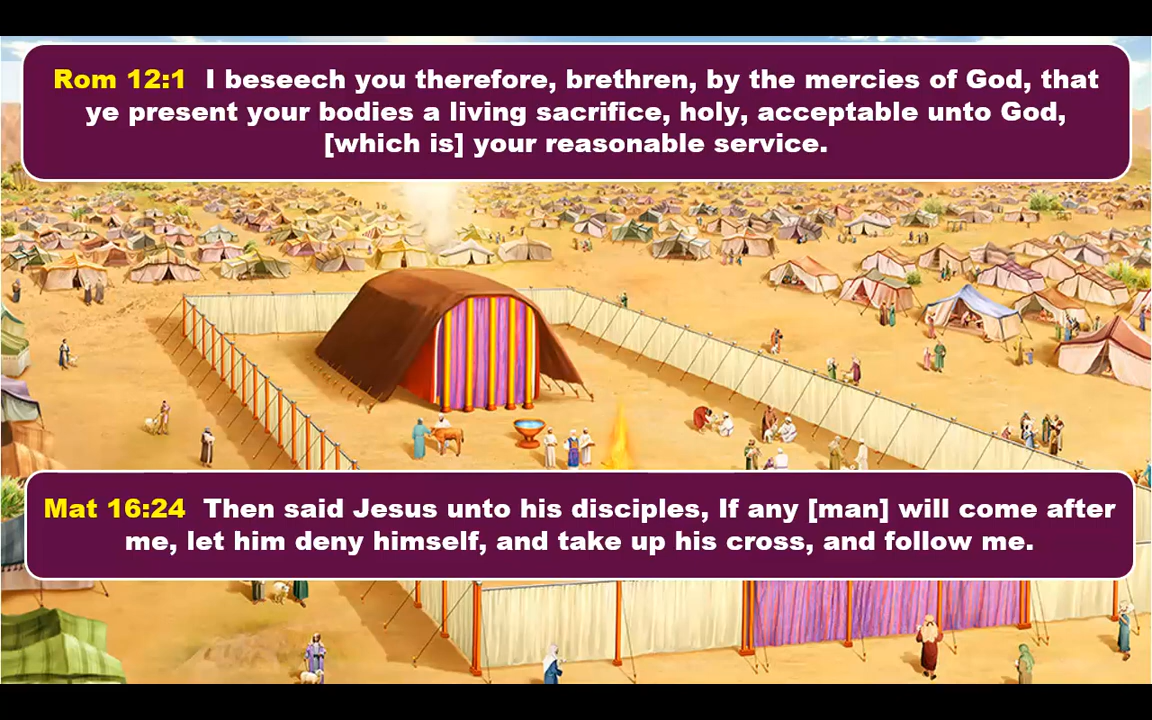 Rom 12:1 I beseech you therefore, brethren, by the mercies of God, that
ye present your bodies a living sacrifice, holy, acceptable unto God,
[which is] your reasonable service.
Mat 16:24 Then said Jesus unto his disciples, If any [man] will come after
me, let him deny himself, and take up his cross, and follow me.